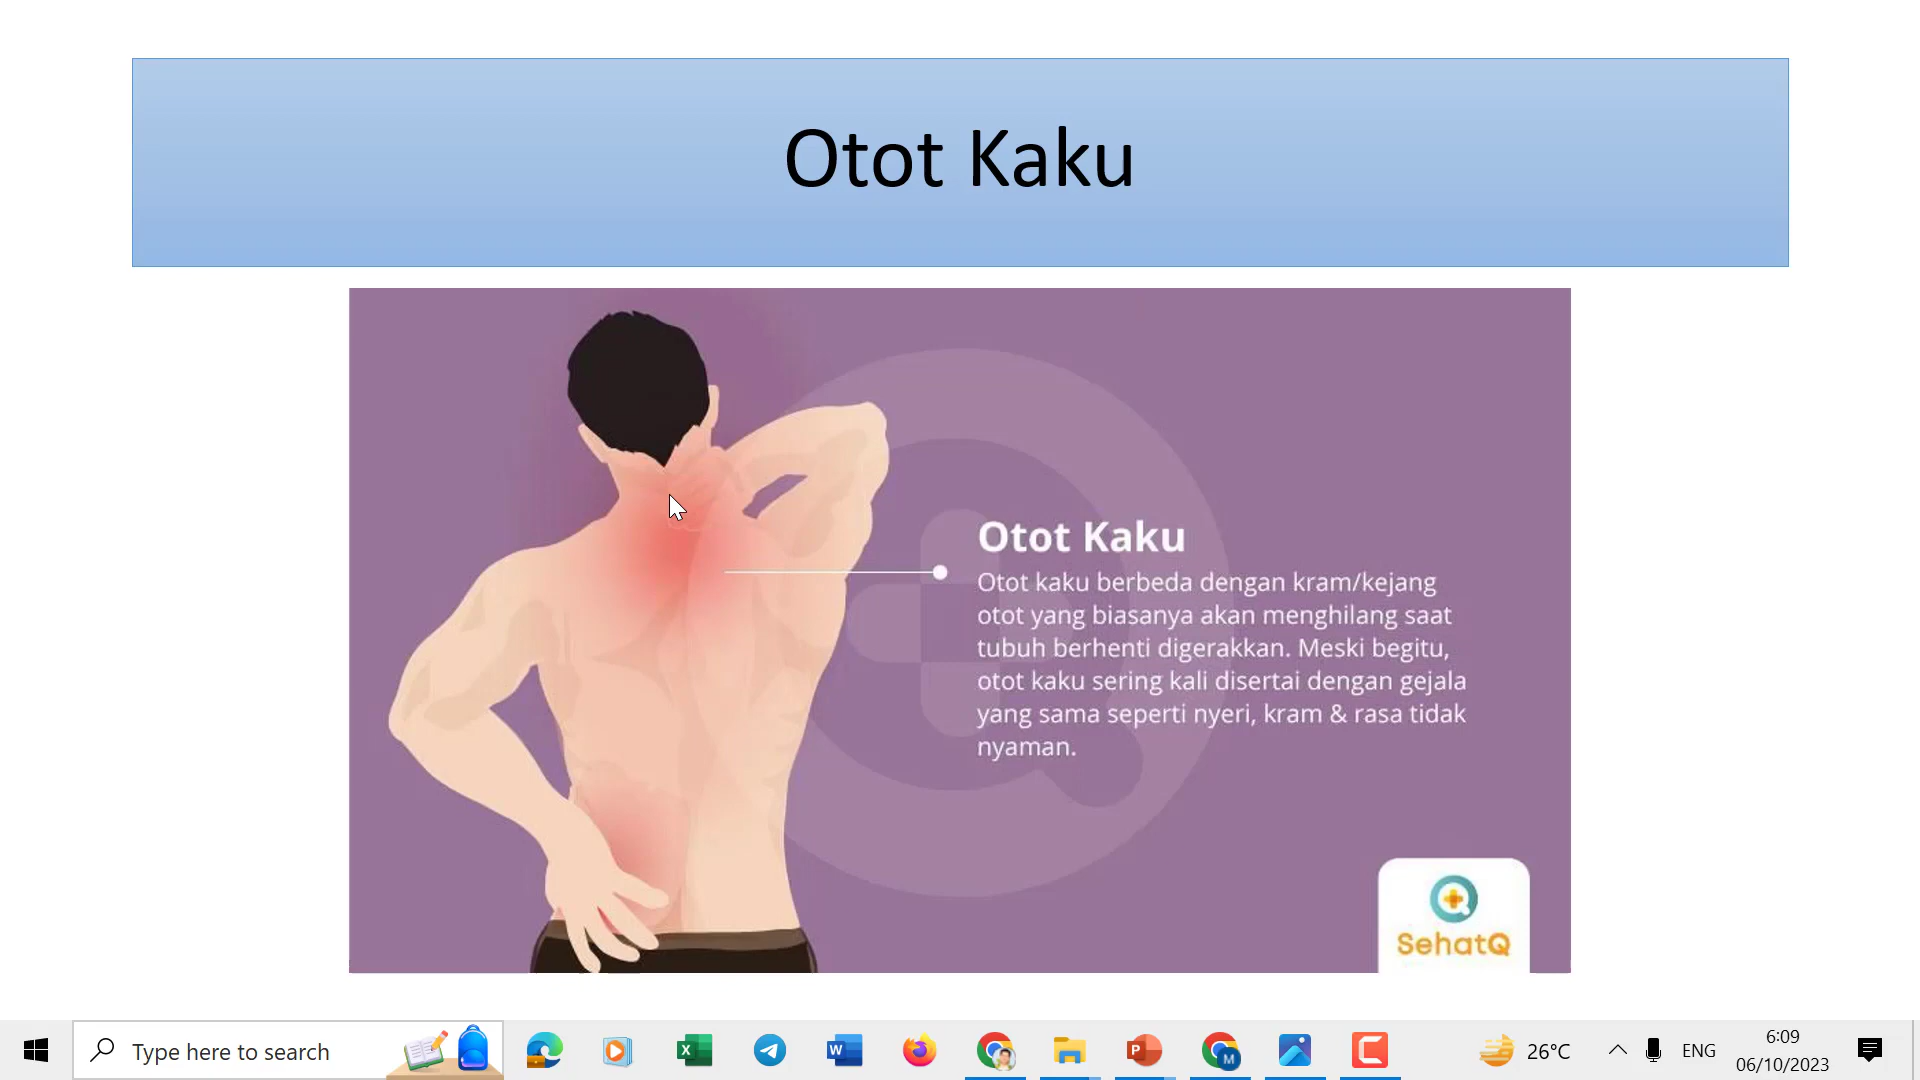 Otot Kaku
Otot Kaku
Otot kaku berbeda dengan kram/kejang
otot yang biasanya akan menghilang saat
tubuh berhenti digerakkan. Meski begitu,
otot kaku sering kali disertai dengan gejala
yang sama seperti nyeri, kram & rasa tidak
nyaman.
SehatQ
Type here to search
26°C
ENG
6:09
06/10/2023